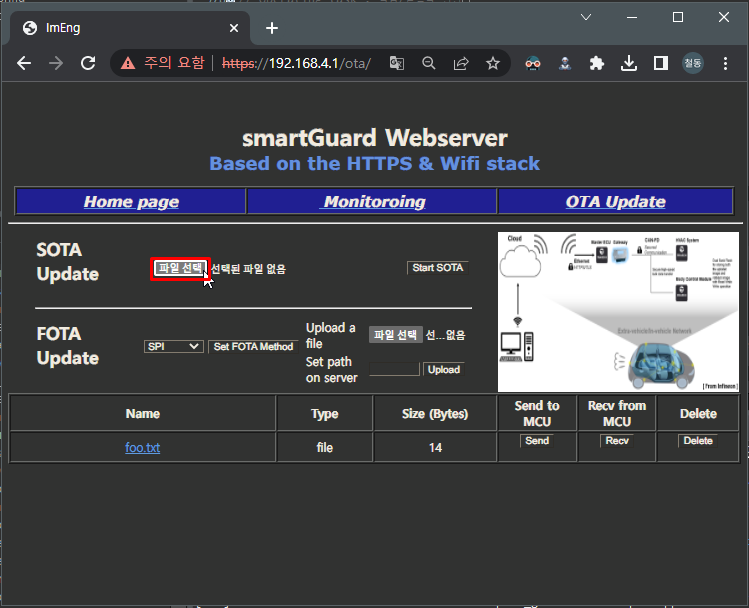 ImEng
주의 요함 | https://192.168.4.1/ota/
철동
smartGuard Webserver
Based on the HTTPS & Wifi stack
Home page
Monitoroing
OTA Update
SOTA
Update
파일 선택 선택된 파일 없음
Start SOTA
FOTA
Update
SPI
Set FOTA Method
Upload a
file
파일 선택 선...없음
Set path
on server
Upload
Cloud
Ethernet
HTTPS/TLS
Gateway
CAN-FD
HVAC System
Body Control Module
Extra-vehicle/In-vehicle Network
[ From Infineon ]
Name Type Size (Bytes) Send to MCU Recv from MCU Delete
foo.txt file 14 Send Recv Delete